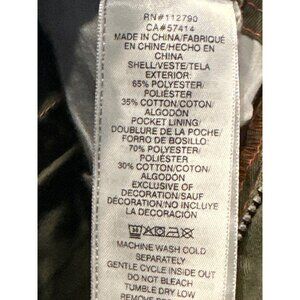 RN#112790
CA#57414
MADE IN CHINA/FABRIQUÉ
EN CHINE/HECHO EN
CHINA
SHELL/VESTE/TELA
EXTERIOR:
65% POLYESTER/
POLIÉSTER
35% COTTON/COTON/
ALGODÓN
POCKET LINING/
DOUBLURE DE LA POCHE/
FORRO DE BOSILLO:
70% POLYESTER/
POLIÉSTER
30% COTTON/COTON/
ALGODÓN
EXCLUSIVE OF
DECORATION/SAUF
DÉCORATION/NO INCLUYE
LA DECORACIÓN
MACHINE WASH COLD
SEPARATELY
GENTLE CYCLE INSIDE OUT
DO NOT BLEACH
TUMBLE DRY LOW